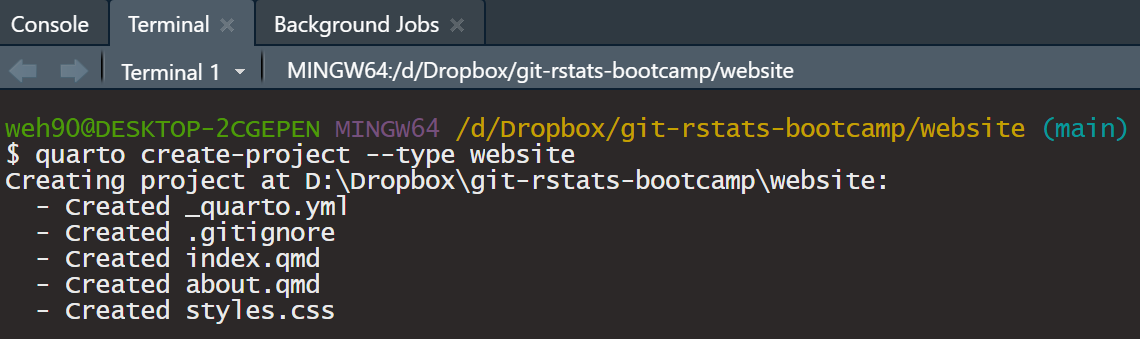 Console Terminal × Background Jobs ×
Terminal 1 MINGW64:/d/Dropbox/git-rstats-bootcamp/website
weh90@DESKTOP-2CGEPEN MINGW64 /d/Dropbox/git-rstats-bootcamp/website (main)
$ quarto create-project --type website
Creating project at D:\Dropbox\git-rstats-bootcamp\website:
  - Created _quarto.yml
  - Created .gitignore
  - Created index.qmd
  - Created about.qmd
  - Created styles.css